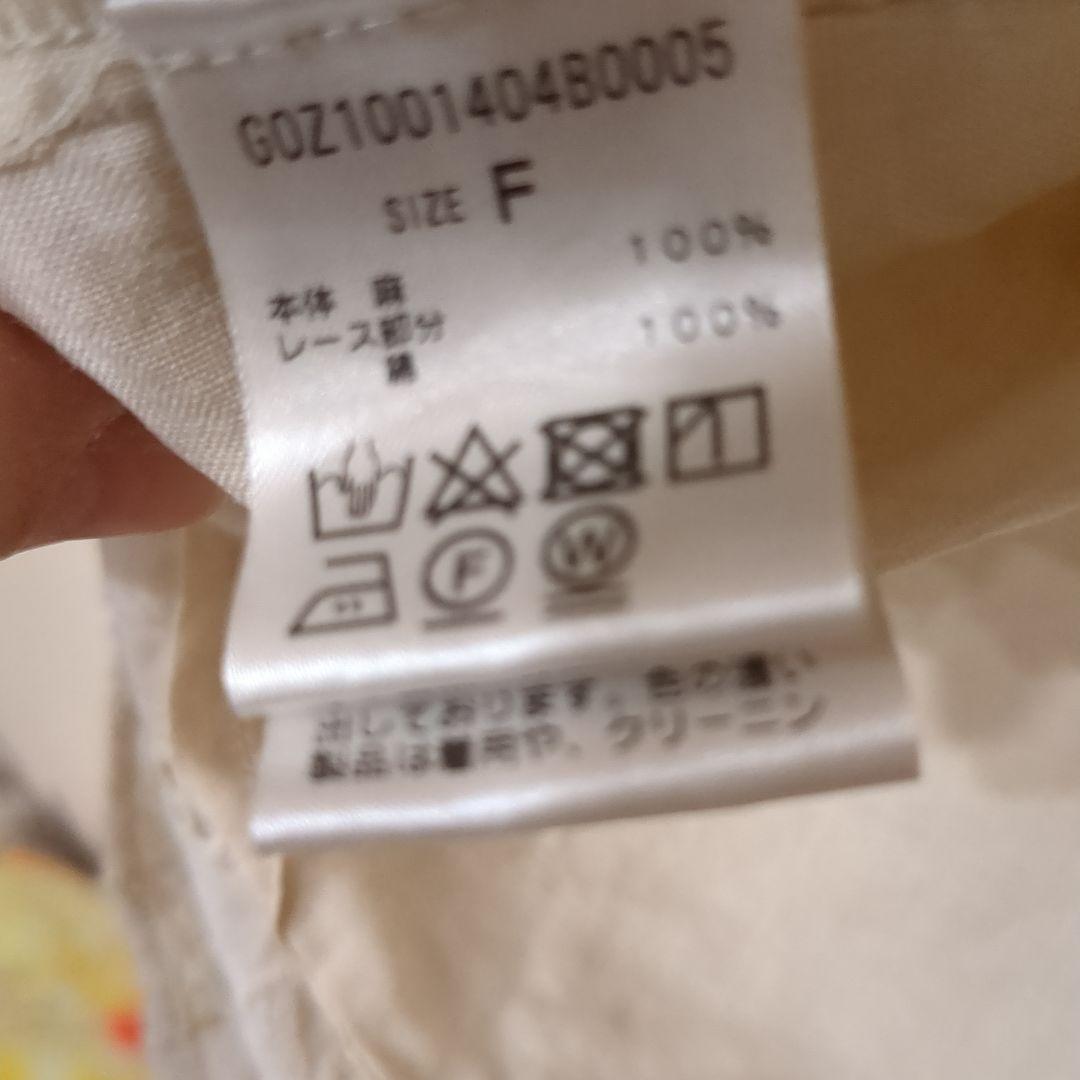 G0Z1001404B0005
SIZE F
本体 麻 100%
レース部分
綿 100%
F W
出しております。色の違い
製品は着用や、クリーニン